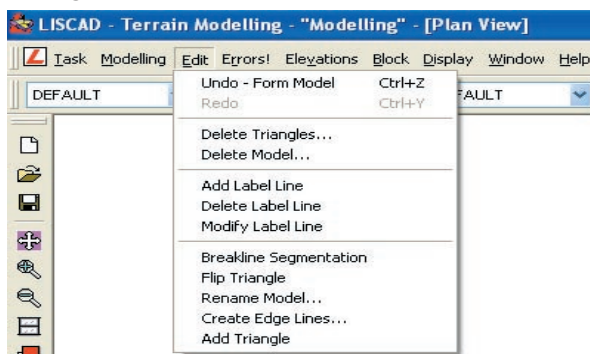 LISCAD - Terrain Modelling - "Modelling" - [Plan View]
Task Modelling Edit Errors! Elevations Block Display Window Help
DEFAULT
Undo - Form Model Ctrl+Z
Redo Ctrl+Y
Delete Triangles...
Delete Model...
Add Label Line
Delete Label Line
Modify Label Line
Breakline Segmentation
Flip Triangle
Rename Model...
Create Edge Lines...
Add Triangle